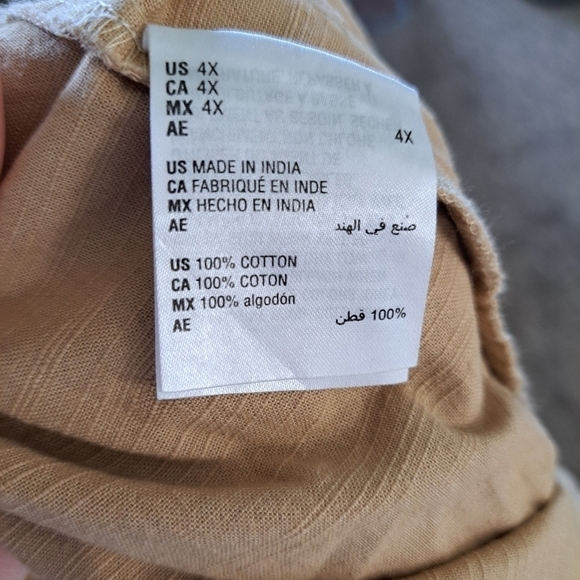 US 4X
CA 4X
MX 4X
AE 4X
US MADE IN INDIA
CA FABRIQUÉ EN INDE
MX HECHO EN INDIA
AE صُنع في الهند
US 100% COTTON
CA 100% COTON
MX 100% algodón
AE 100% قطن